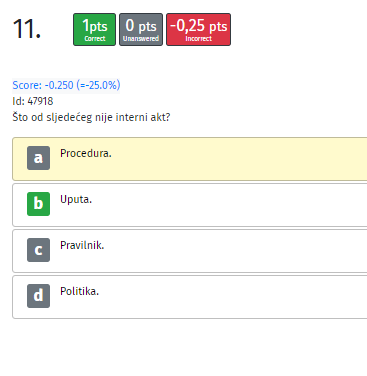 11.
1pts
Correct
0 pts
Unanswered
-0,25 pts
Incorrect
Score: -0.250 (=-25.0%)
Id: 47918
Što od sljedećeg nije interni akt?
a Procedura.
b Uputa.
c Pravilnik.
d Politika.